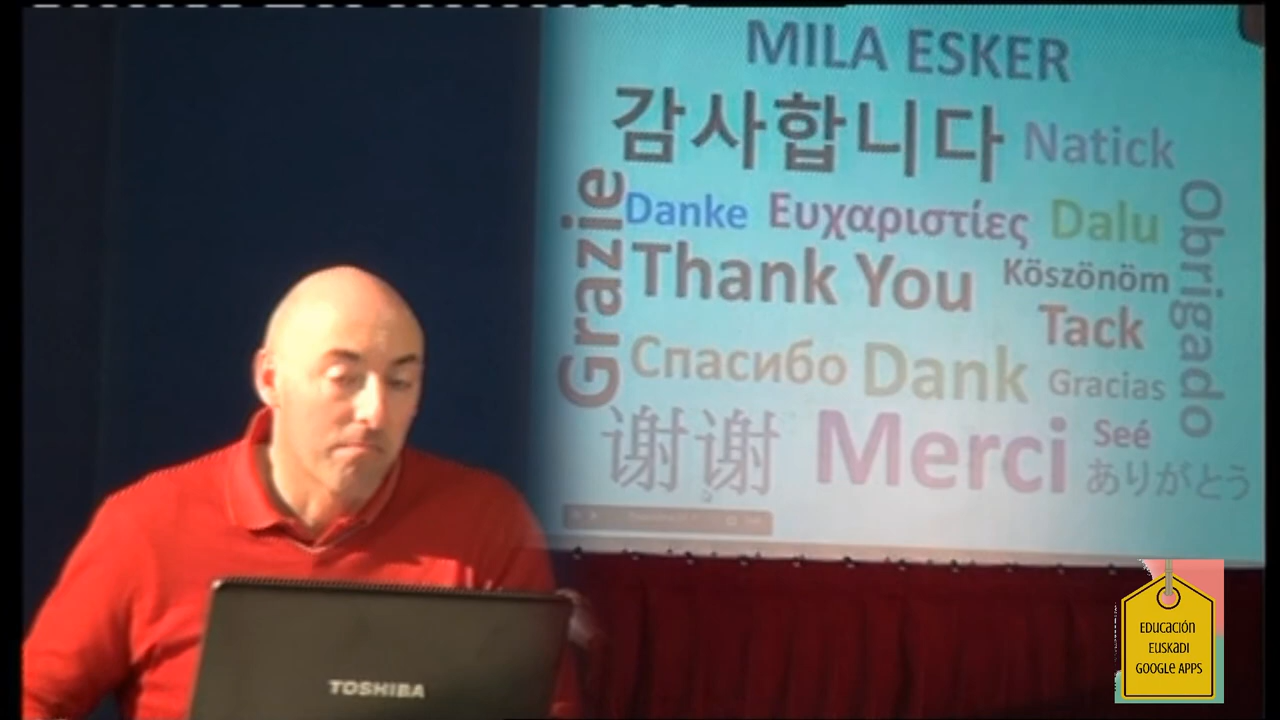 MILA ESKER
감사합니다
Natick
Grazie
Danke
Ευχαριστίες
Dalu
Obrigado
Thank You
Köszönöm
Tack
Спасибо
Dank
Gracias
谢谢
Merci
Seé
ありがとう
TOSHIBA
EDUCACIÓN
EUSKADI
GOOGLE APPS